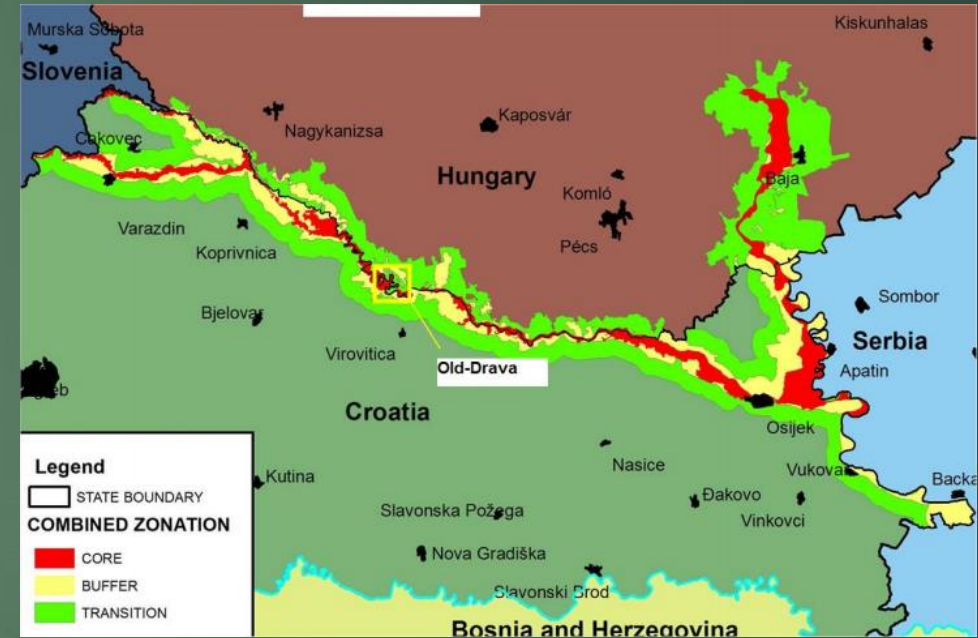 Murska Sobota
Kiskunhalas
Slovenia
Kaposvár
Nagykanizsa
Cakovec
Hungary
Komló
Baja
Varazdin
Pécs
Koprivnica
Sombor
Bjelovar
Serbia
Virovitica
Old-Drava
Apatin
Croatia
Osijek
Legend
Nasice
Vukovar
Kutina
Backa
STATE BOUNDARY
Đakovo
Slavonska Požega
Vinkovci
COMBINED ZONATION
CORE
Nova Gradiška
BUFFER
Slavonski Brod
TRANSITION
Bosnia and Herzegovina